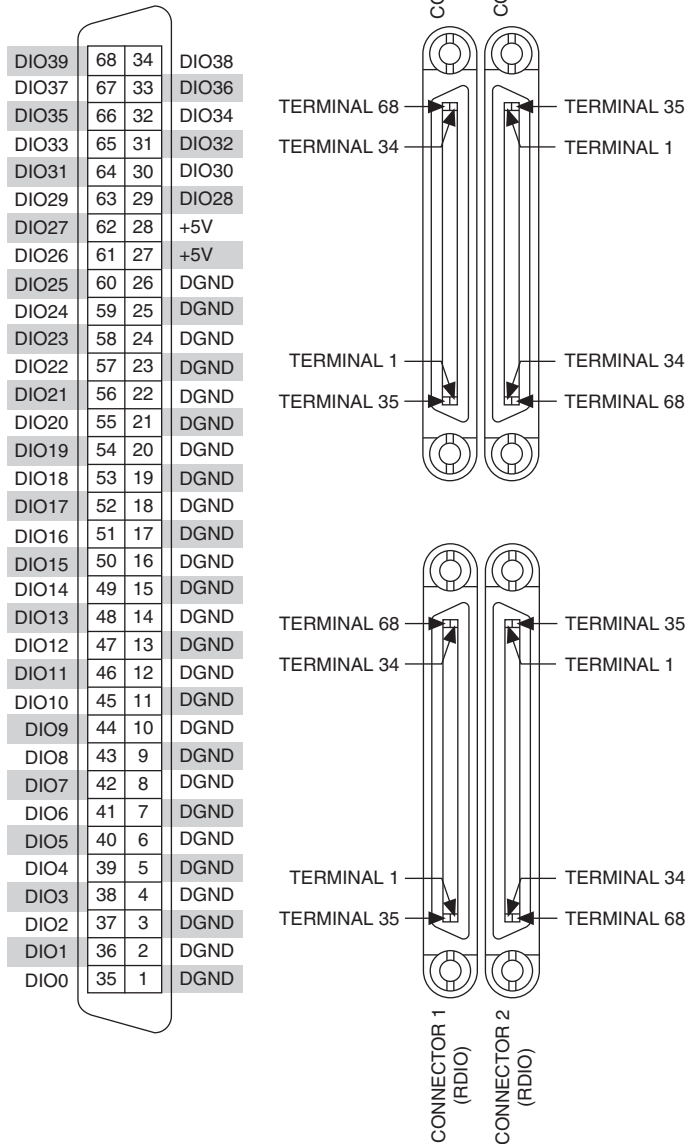 DIO39 68 34 DIO38
DIO37 67 33 DIO36
DIO35 66 32 DIO34
DIO33 65 31 DIO32
DIO31 64 30 DIO30
DIO29 63 29 DIO28
DIO27 62 28 +5V
DIO26 61 27 +5V
DIO25 60 26 DGND
DIO24 59 25 DGND
DIO23 58 24 DGND
DIO22 57 23 DGND
DIO21 56 22 DGND
DIO20 55 21 DGND
DIO19 54 20 DGND
DIO18 53 19 DGND
DIO17 52 18 DGND
DIO16 51 17 DGND
DIO15 50 16 DGND
DIO14 49 15 DGND
DIO13 48 14 DGND
DIO12 47 13 DGND
DIO11 46 12 DGND
DIO10 45 11 DGND
DIO9 44 10 DGND
DIO8 43 9 DGND
DIO7 42 8 DGND
DIO6 41 7 DGND
DIO5 40 6 DGND
DIO4 39 5 DGND
DIO3 38 4 DGND
DIO2 37 3 DGND
DIO1 36 2 DGND
DIO0 35 1 DGND
TERMINAL 68
TERMINAL 34
TERMINAL 35
TERMINAL 1
TERMINAL 1
TERMINAL 35
TERMINAL 34
TERMINAL 68
TERMINAL 68
TERMINAL 34
TERMINAL 35
TERMINAL 1
TERMINAL 1
TERMINAL 35
TERMINAL 34
TERMINAL 68
CONNECTOR 1
(RDIO)
CONNECTOR 2
(RDIO)